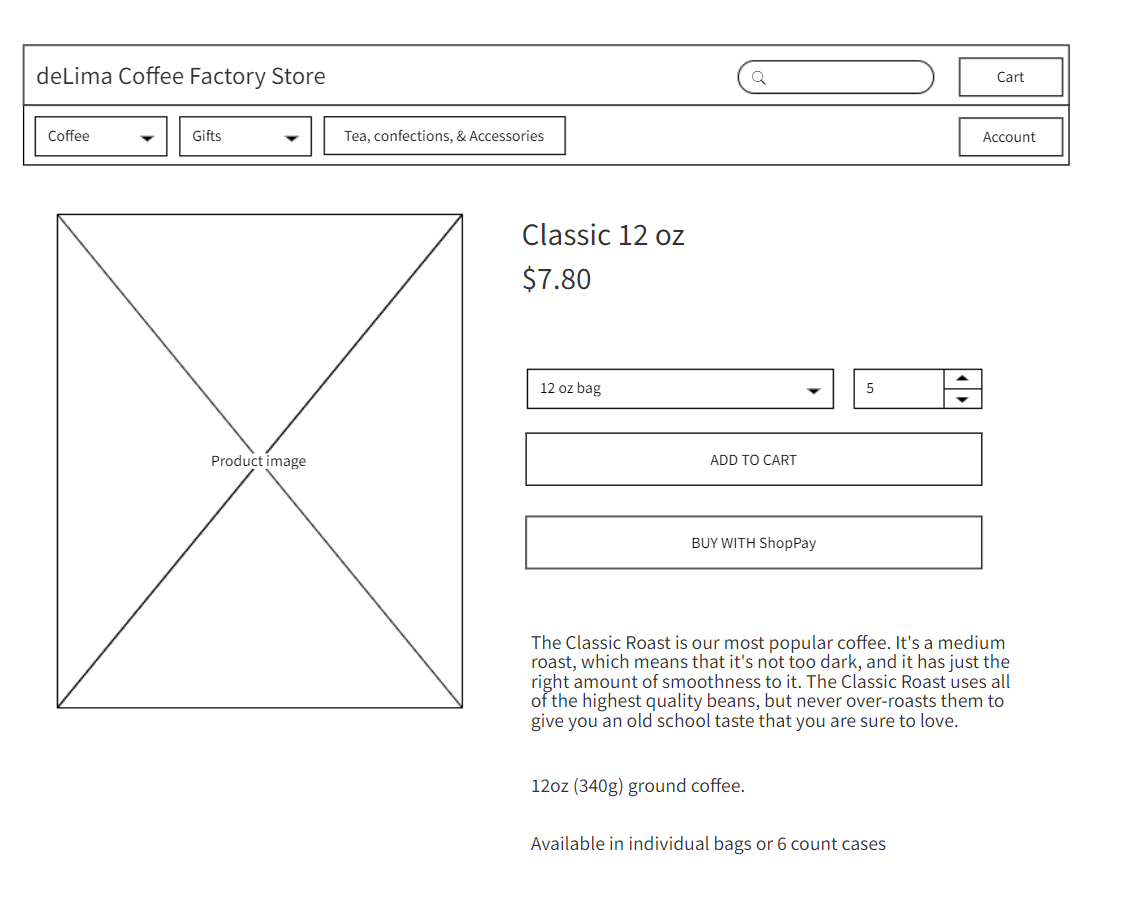 deLima Coffee Factory Store
Cart
Coffee
Gifts
Tea, confections, & Accessories
Account
Product image
Classic 12 oz
$7.80
12 oz bag
5
ADD TO CART
BUY WITH ShopPay
The Classic Roast is our most popular coffee. It's a medium
roast, which means that it's not too dark, and it has just the
right amount of smoothness to it. The Classic Roast uses all
of the highest quality beans, but never over-roasts them to
give you an old school taste that you are sure to love.
12oz (340g) ground coffee.
Available in individual bags or 6 count cases